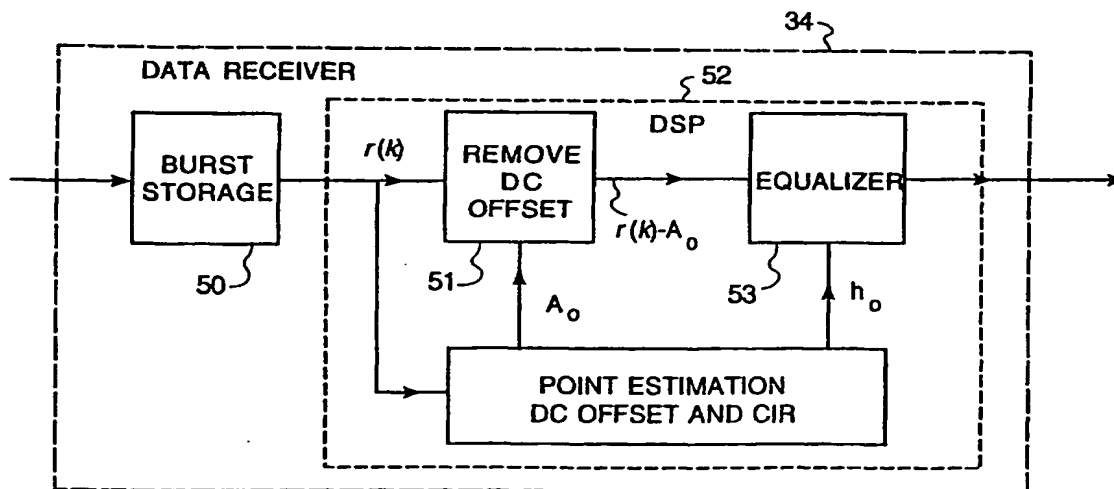 34
DATA RECEIVER
52
DSP
BURST
STORAGE
r(k)
REMOVE
DC
OFFSET
r(k)-A₀
EQUALIZER
50
51
A₀
53
h₀
POINT ESTIMATION
DC OFFSET AND CIR